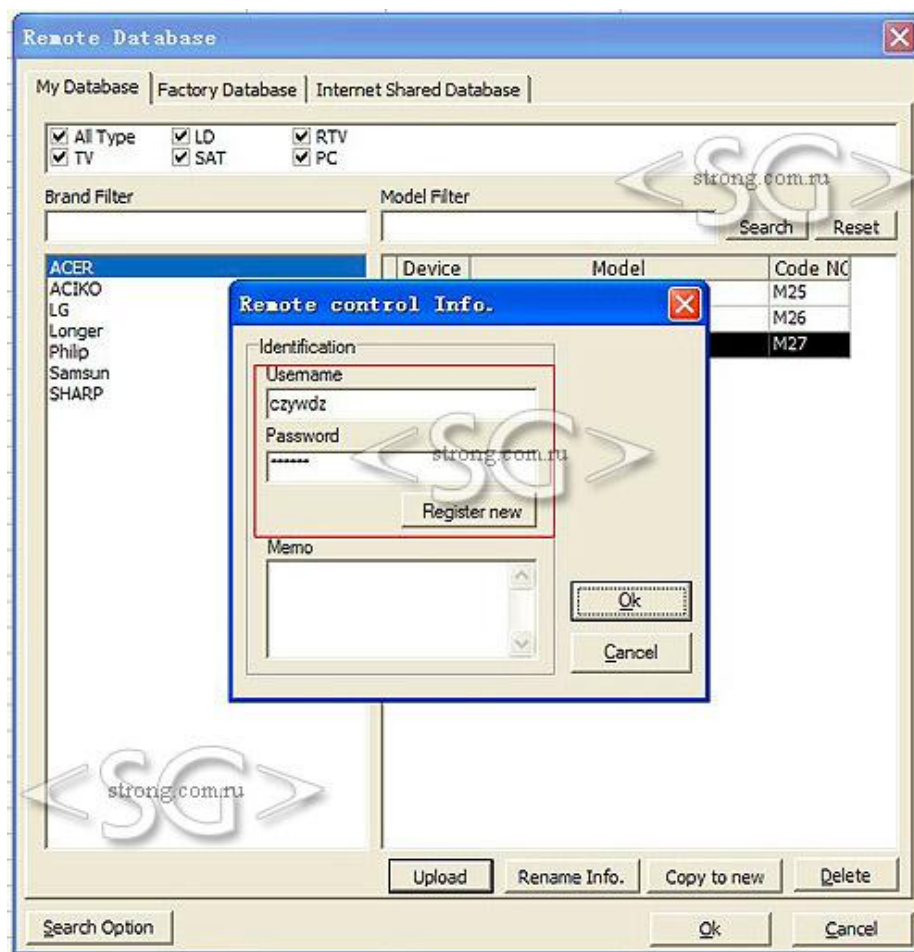 Remote Database
My Database Factory Database Internet Shared Database
All Type LD RTV
TV SAT PC
<SG>
strong.com.ru
Brand Filter Model Filter
Search Reset
ACER
ACIKO
LG
Longer
Philip
Samsun
SHARP
Device Model Code NC
M25
M26
M27
Remote control Info.
Identification
Username
czywdz
Password
------
<SG>
strong.com.ru
Register new
Memo
Ok
Cancel
<SG>
strong.com.ru
Upload Rename Info. Copy to new Delete
Search Option Ok Cancel